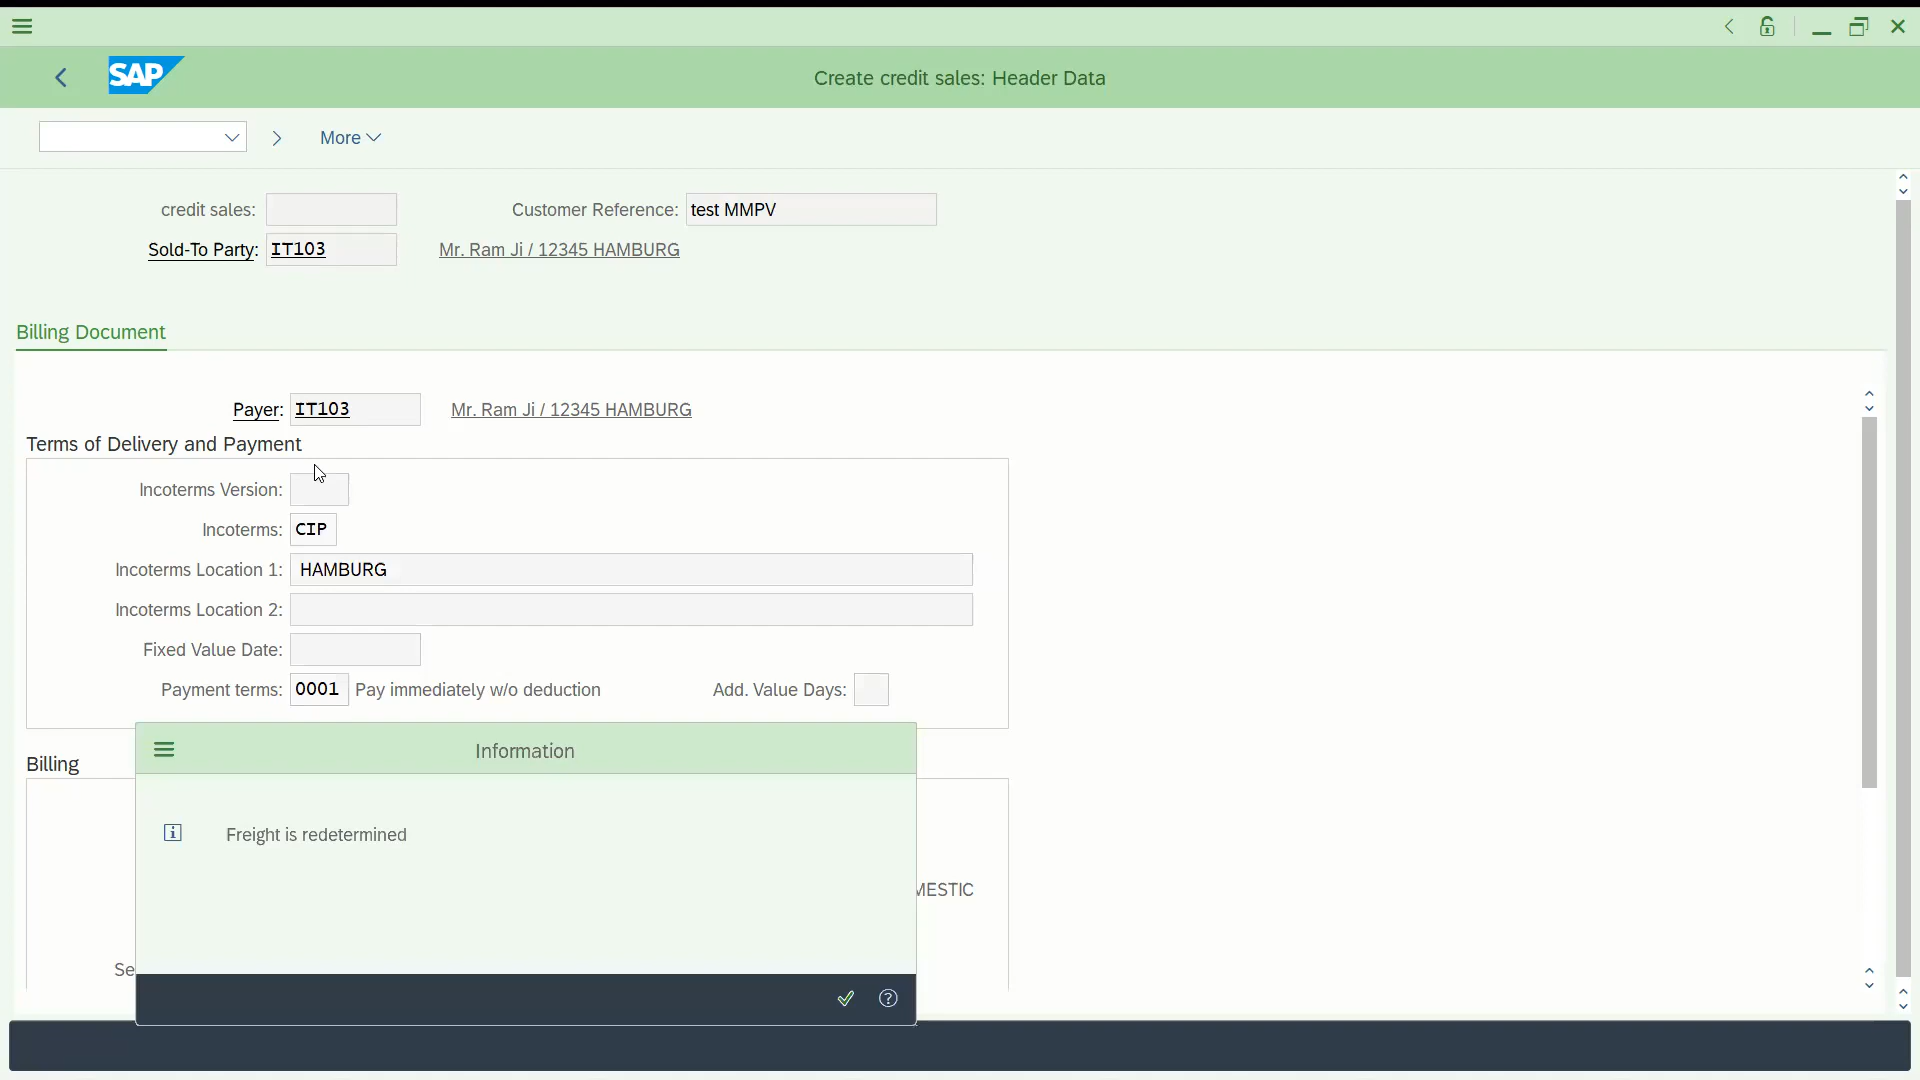 SAP
Create credit sales: Header Data
More
credit sales:
Customer Reference: test MMPV
Sold-To Party: IT103 Mr. Ram Ji / 12345 HAMBURG
Billing Document
Payer: IT103 Mr. Ram Ji / 12345 HAMBURG
Terms of Delivery and Payment
Incoterms Version:
Incoterms: CIP
Incoterms Location 1: HAMBURG
Incoterms Location 2:
Fixed Value Date:
Payment terms: 0001 Pay immediately w/o deduction Add. Value Days:
Billing
Information
Freight is redetermined
MESTIC
Se